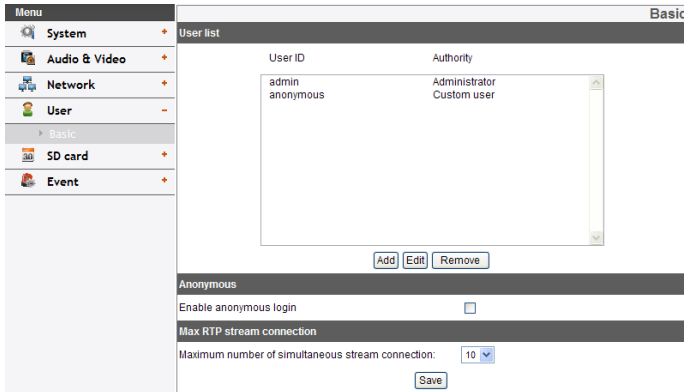 Menu
System
Audio & Video
Network
User
Basic
SD card
30
Event
Basic
User list
User ID Authority
admin Administrator
anonymous Custom user
Add Edit Remove
Anonymous
Enable anonymous login
Max RTP stream connection
Maximum number of simultaneous stream connection: 10
Save